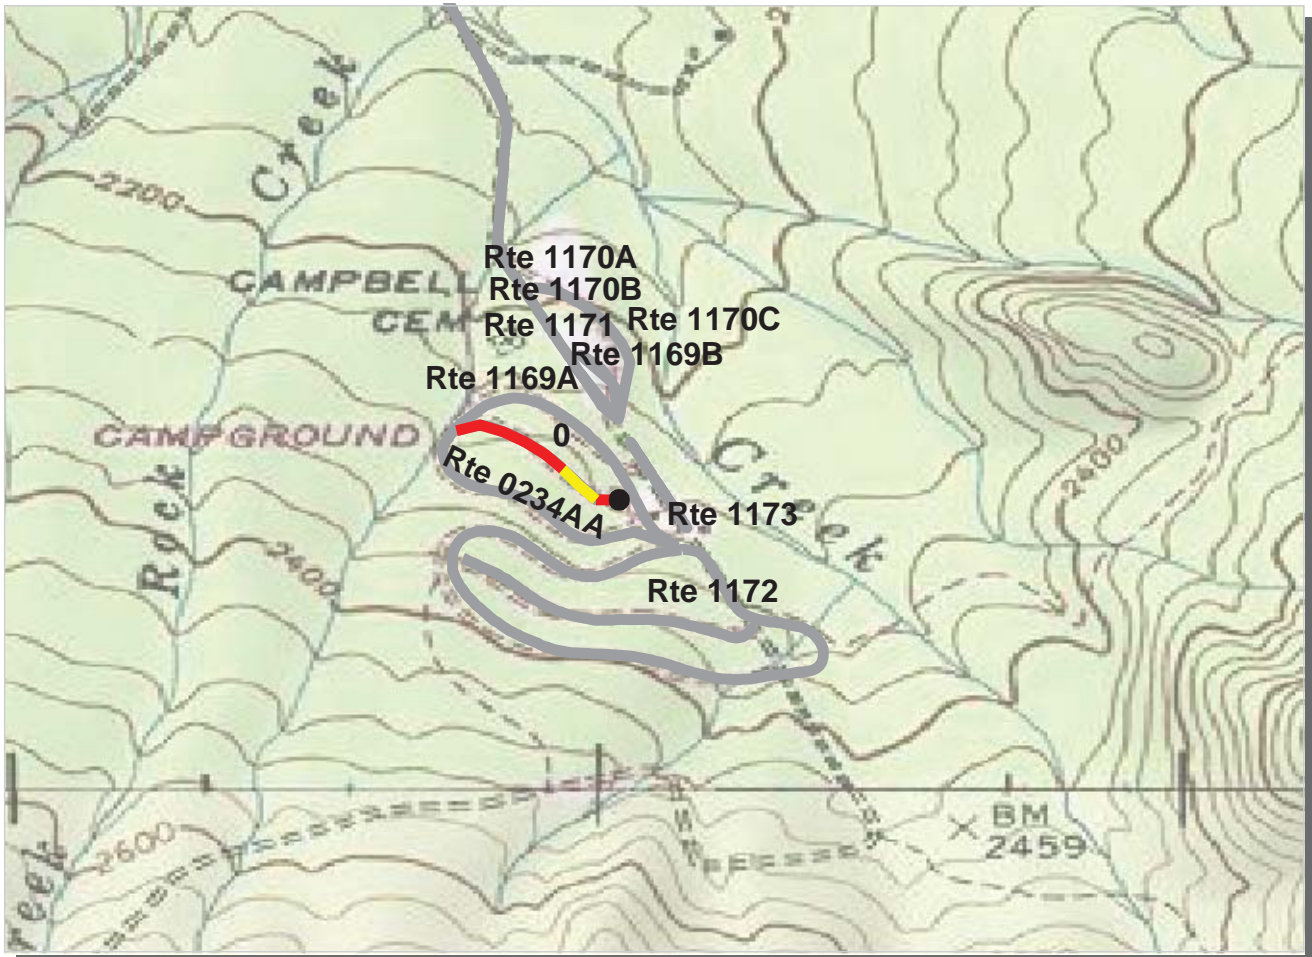 Creek
2200
Rte 1170A
CAMPBELL
Rte 1170B
CEM
Rte 1171
Rte 1170C
Rte 1169B
Rte 1169A
CAMPGROUND
0
Rte 0234AA
Creek
2400
Rock
Rte 1173
2400
Rte 1172
BM
2459
2600
reek